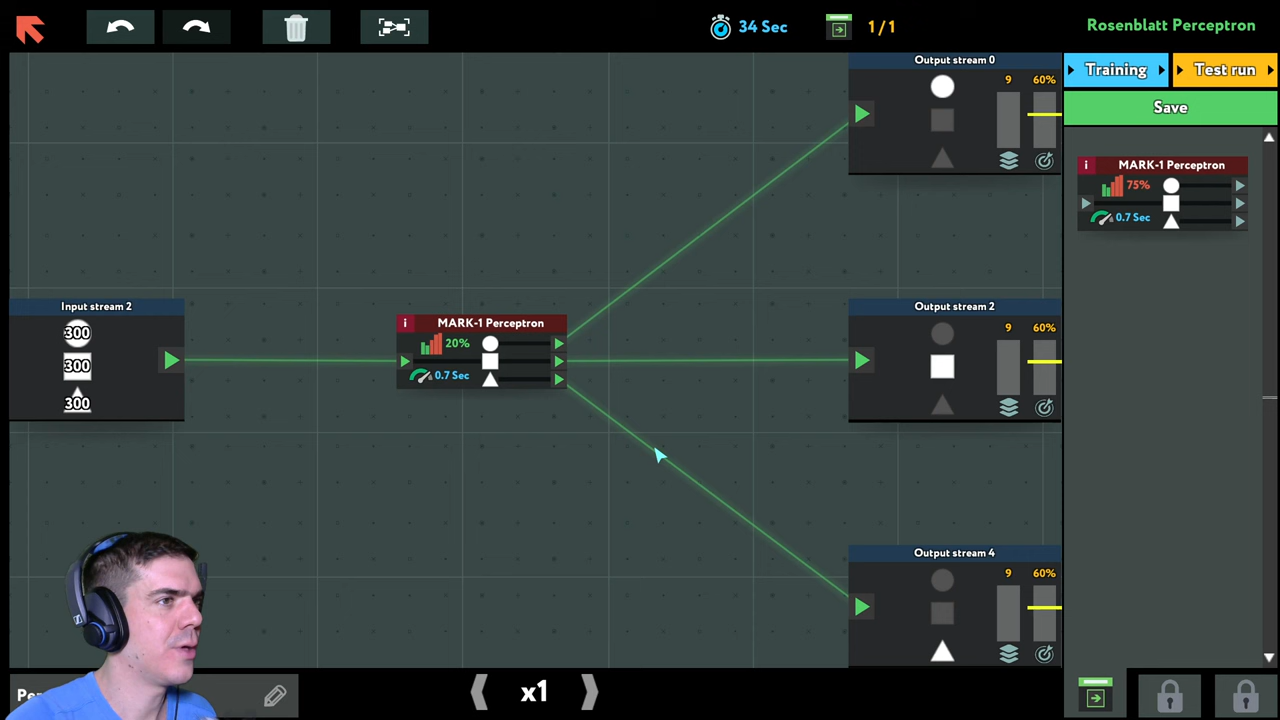 34 Sec
1/1
Rosenblatt Perceptron
Training
Test run
Save
MARK-1 Perceptron
i
75%
0.7 Sec
Output stream 0
9 60%
Input stream 2
300
300
300
i
MARK-1 Perceptron
20%
0.7 Sec
Output stream 2
9 60%
Output stream 4
9 60%
x1